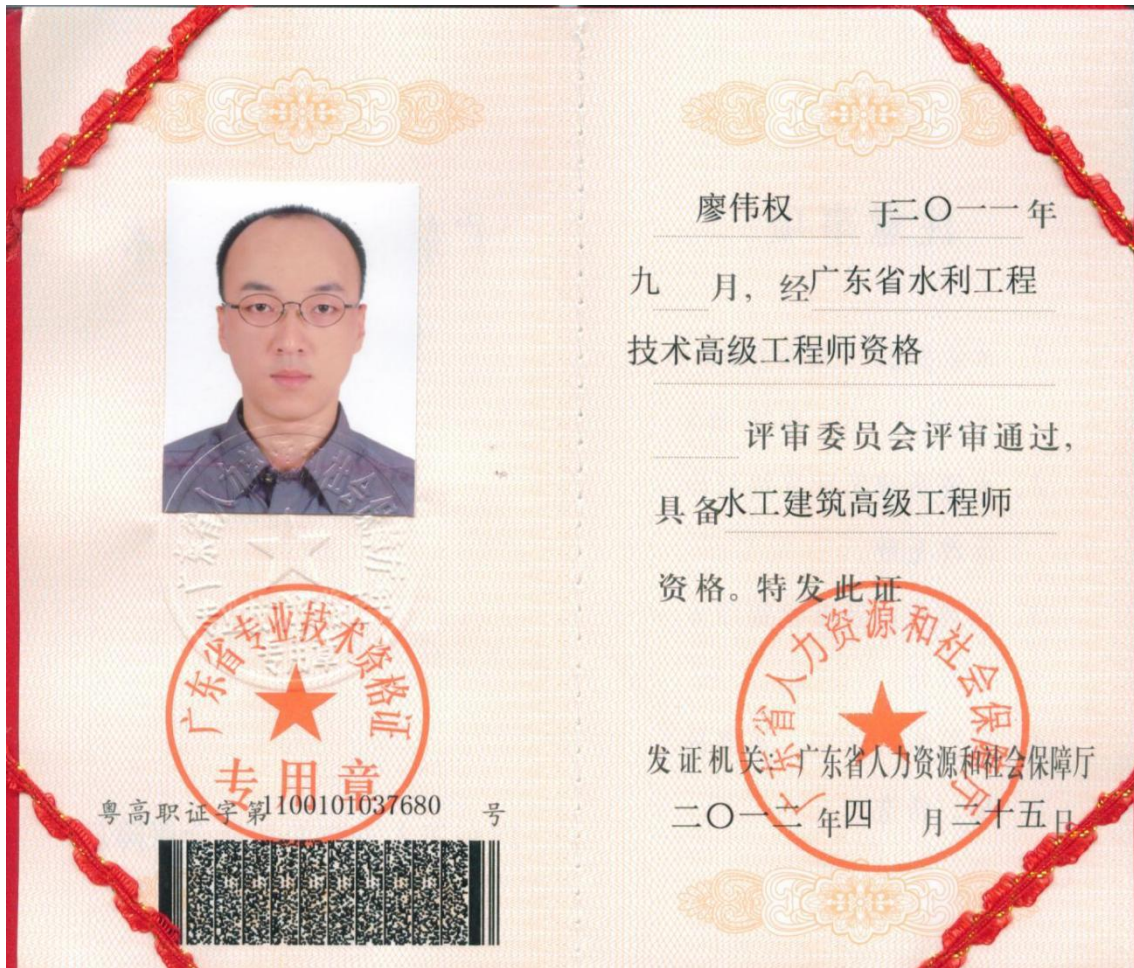 广东省专业技术资格证
专用章
粤高职证字第1100101037680 号
廖伟权 于二〇一一年
九 月，经广东省水利工程
技术高级工程师资格
评审委员会评审通过，
具备水工建筑高级工程师
资格。特发此证
广东省人力资源和社会保障厅
发证机关：广东省人力资源和社会保障厅
二〇一二 年四 月二十五日